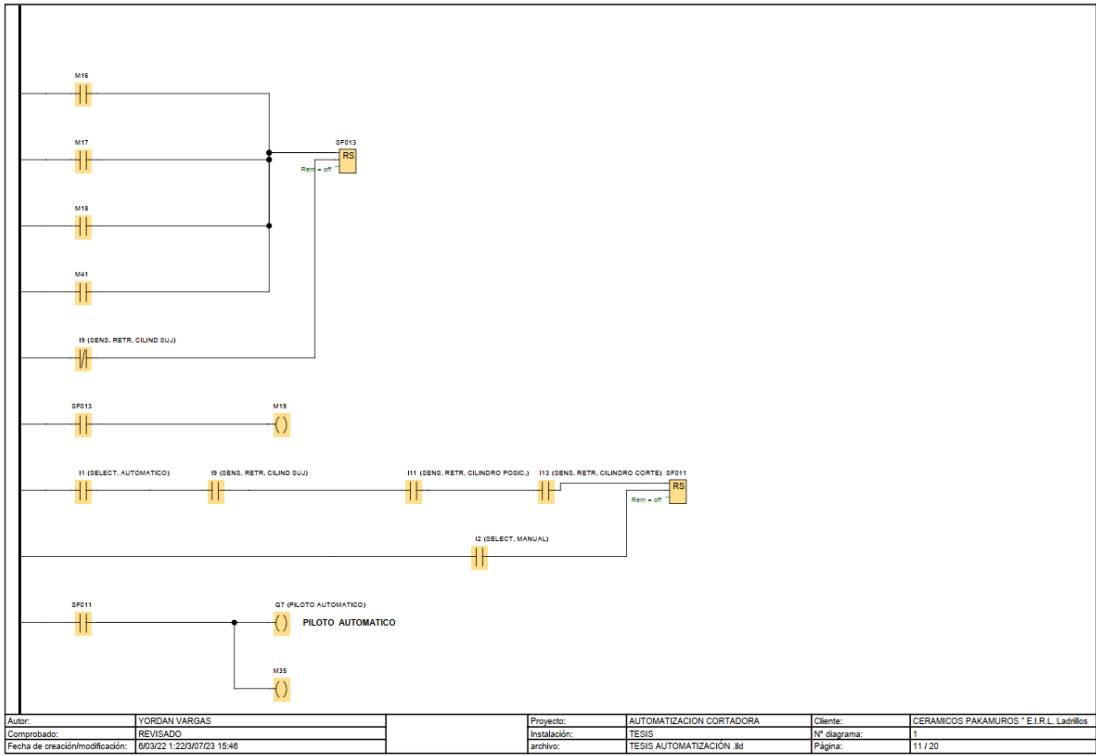 M16
M17
SF013
RS
Rem = off
M18
M41
I9 (SENS. RETR. CILIND SUJ)
SF013
M19
I1 (SELECT. AUTOMATICO)
I9 (SENS. RETR. CILIND SUJ)
I11 (SENS. RETR. CILINDRO POSIC.)
I13 (SENS. RETR. CILINDRO CORTE)
SF011
RS
Rem = off
I2 (SELECT. MANUAL)
SF011
Q7 (PILOTO AUTOMATICO)
PILOTO AUTOMATICO
M35
Autor: YORDAN VARGAS Proyecto: AUTOMATIZACION CORTADORA Cliente: CERAMICOS PAKAMUROS " E.I.R.L. Ladrillos
Comprobado: REVISADO Instalación: TESIS Nº diagrama: 1
Fecha de creación/modificación: 6/03/22 1:22/3/07/23 15:46 archivo: TESIS AUTOMATIZACIÓN .lld Página: 11 / 20